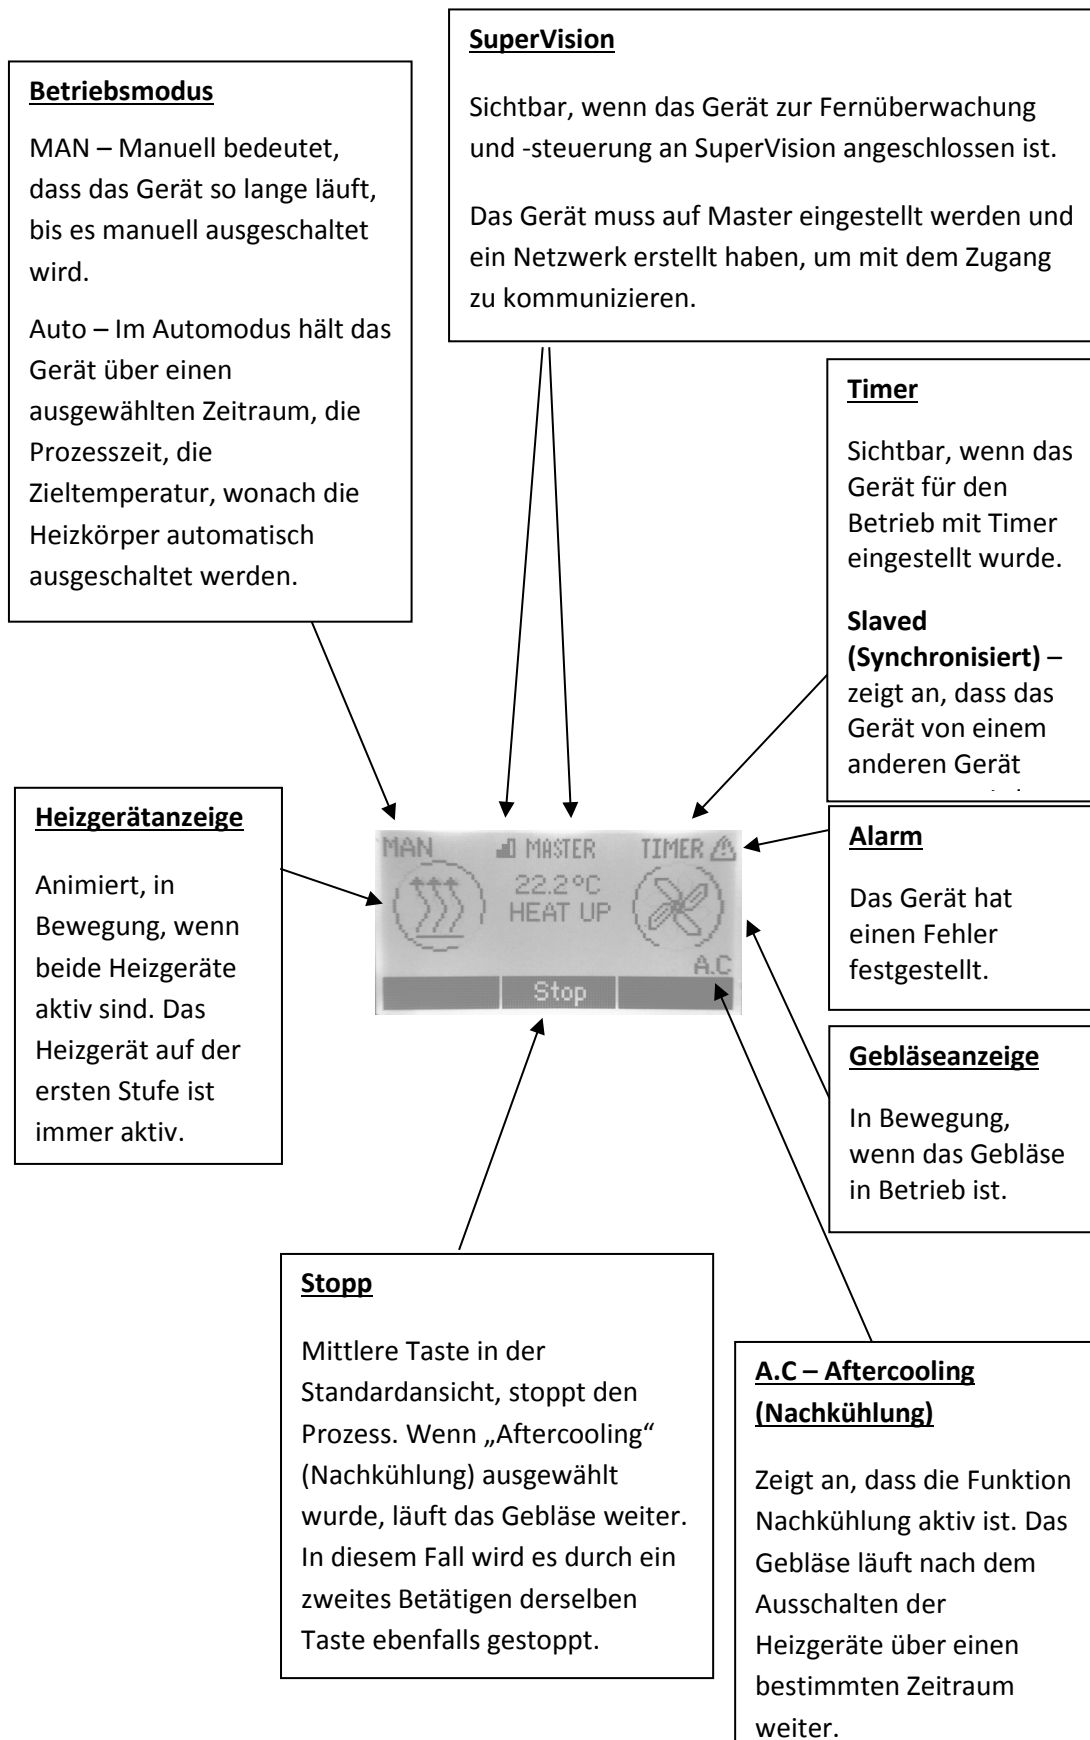 SuperVision
Sichtbar, wenn das Gerät zur Fernüberwachung
und -steuerung an SuperVision angeschlossen ist.
Das Gerät muss auf Master eingestellt werden und
ein Netzwerk erstellt haben, um mit dem Zugang
zu kommunizieren.
Betriebsmodus
MAN – Manuell bedeutet,
dass das Gerät so lange läuft,
bis es manuell ausgeschaltet
wird.
Auto – Im Automodus hält das
Gerät über einen
ausgewählten Zeitraum, die
Prozesszeit, die
Zieltemperatur, wonach die
Heizkörper automatisch
ausgeschaltet werden.
Timer
Sichtbar, wenn das
Gerät für den
Betrieb mit Timer
eingestellt wurde.
Slaved
(Synchronisiert) –
zeigt an, dass das
Gerät von einem
anderen Gerät
Heizgerätanzeige
Animiert, in
Bewegung, wenn
beide Heizgeräte
aktiv sind. Das
Heizgerät auf der
ersten Stufe ist
immer aktiv.
MAN MASTER TIMER
22.2°C
HEAT UP
A.C
Stop
Alarm
Das Gerät hat
einen Fehler
festgestellt.
Gebläseanzeige
In Bewegung,
wenn das Gebläse
in Betrieb ist.
Stopp
Mittlere Taste in der
Standardansicht, stoppt den
Prozess. Wenn „Aftercooling“
(Nachkühlung) ausgewählt
wurde, läuft das Gebläse weiter.
In diesem Fall wird es durch ein
zweites Betätigen derselben
Taste ebenfalls gestoppt.
A.C – Aftercooling
(Nachkühlung)
Zeigt an, dass die Funktion
Nachkühlung aktiv ist. Das
Gebläse läuft nach dem
Ausschalten der
Heizgeräte über einen
bestimmten Zeitraum
weiter.